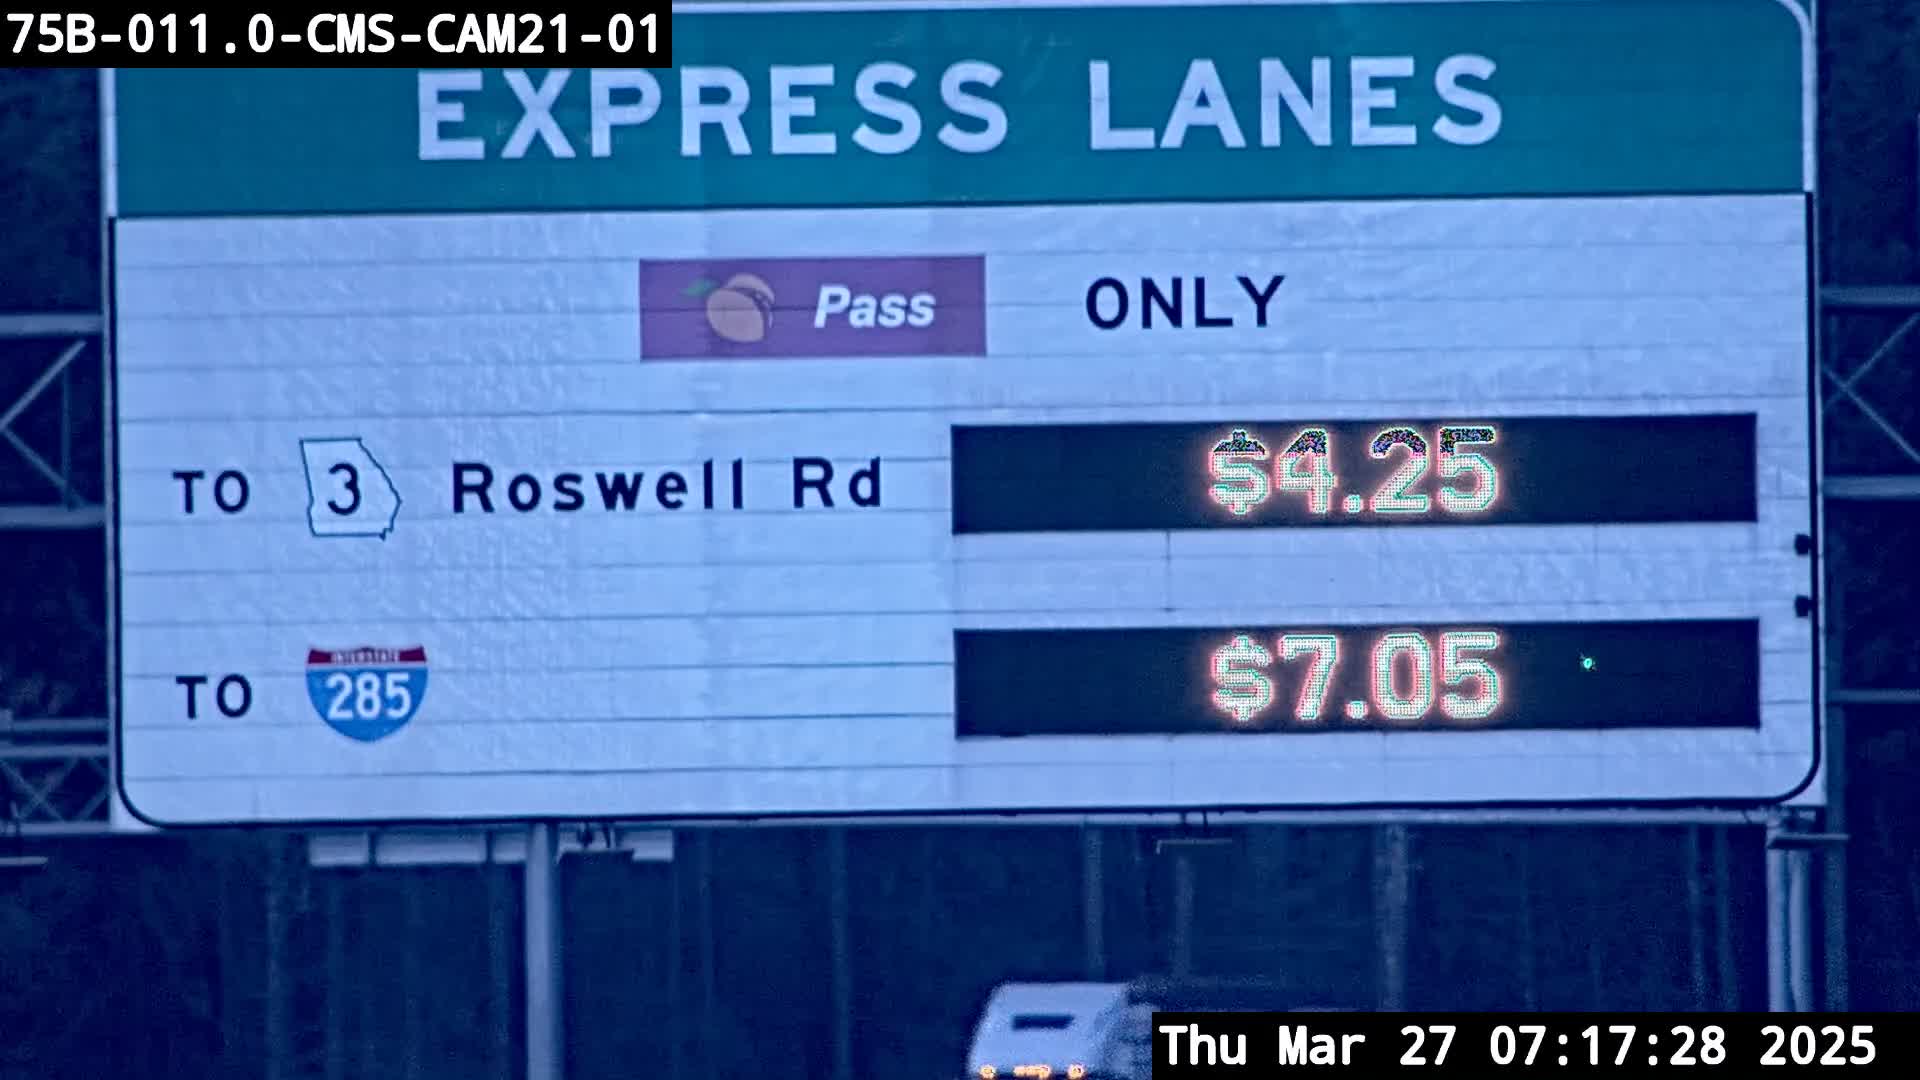 75B-011.0-CMS-CAM21-01
EXPRESS LANES
Pass ONLY
TO 3 Roswell Rd $4.25
INTERSTATE
TO 285 $7.05
Thu Mar 27 07:17:28 2025